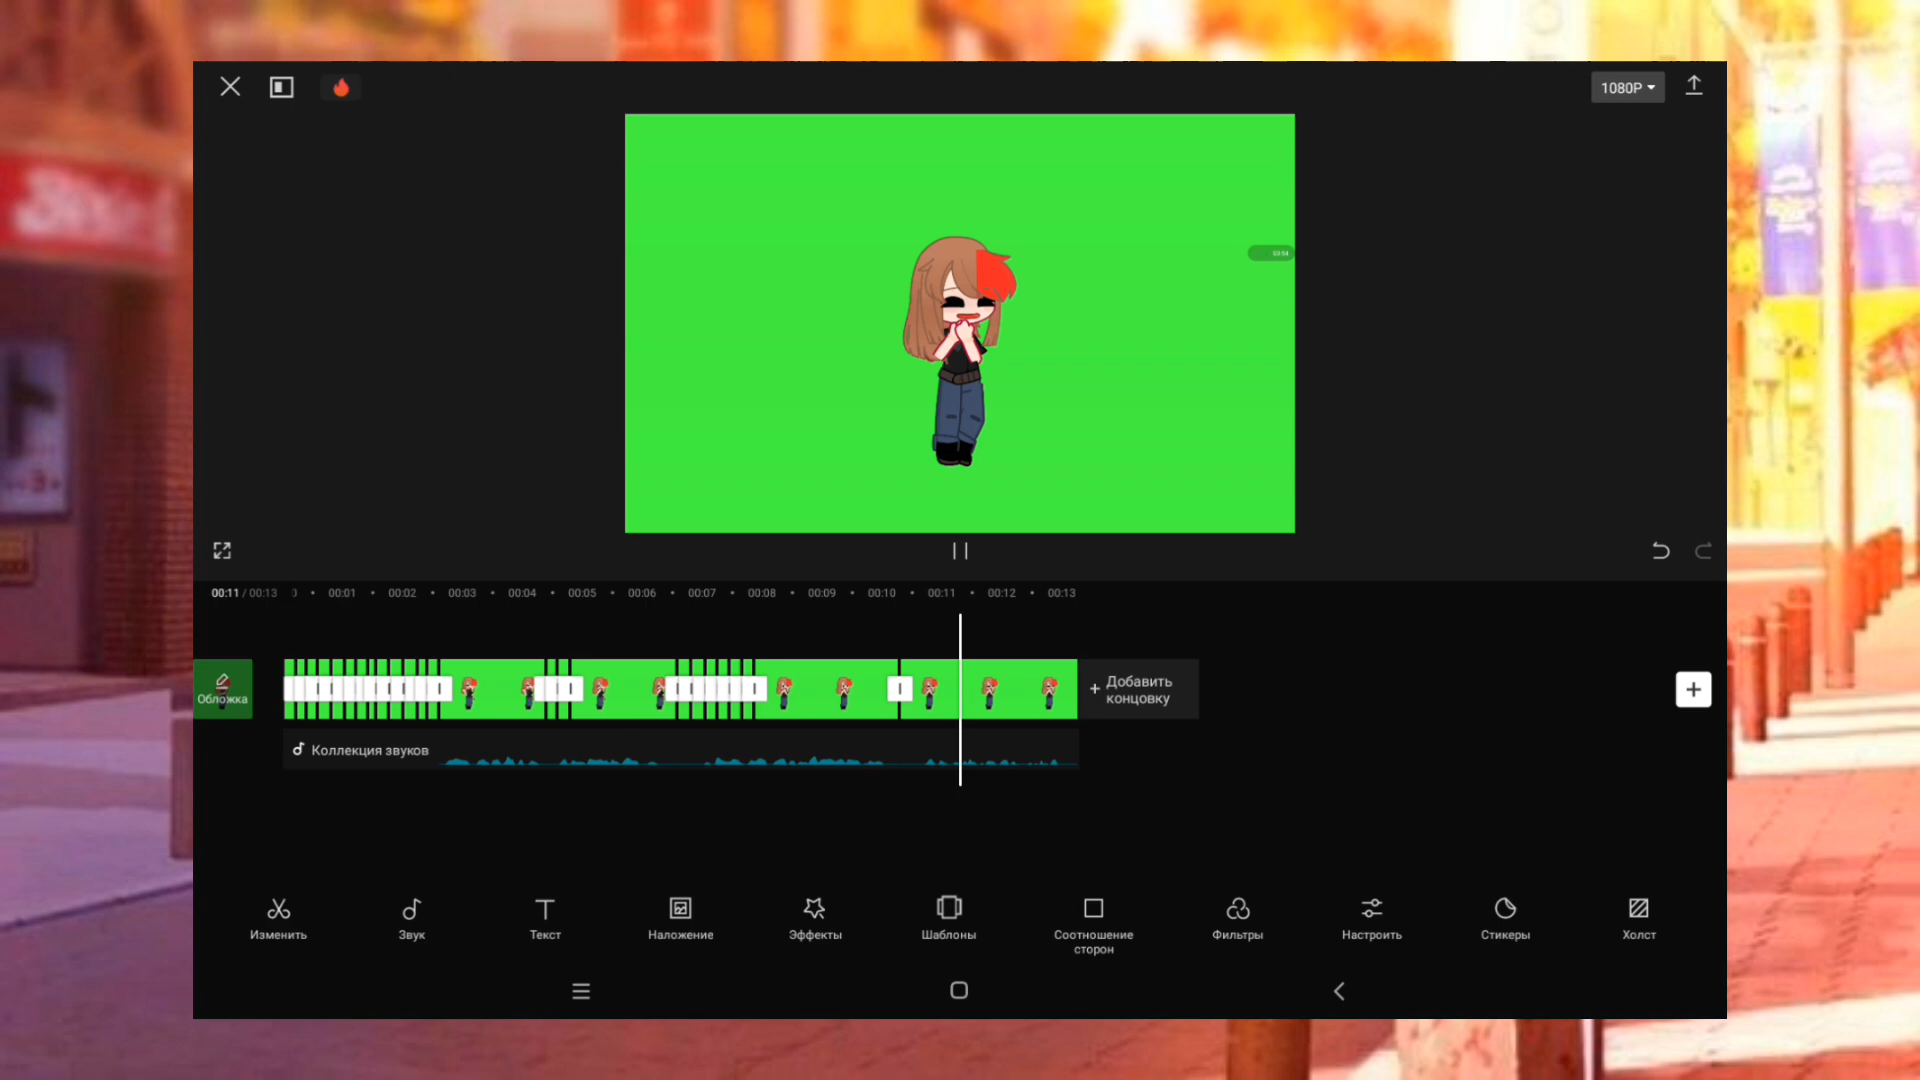 1080P
03:54
00:11 / 00:13
00:01 00:02 00:03 00:04 00:05 00:06 00:07 00:08 00:09 00:10 00:11 00:12 00:13
Обложка
+ Добавить
концовку
Коллекция звуков
Изменить
Звук
Текст
Наложение
Эффекты
Шаблоны
Соотношение
сторон
Фильтры
Настроить
Стикеры
Холст